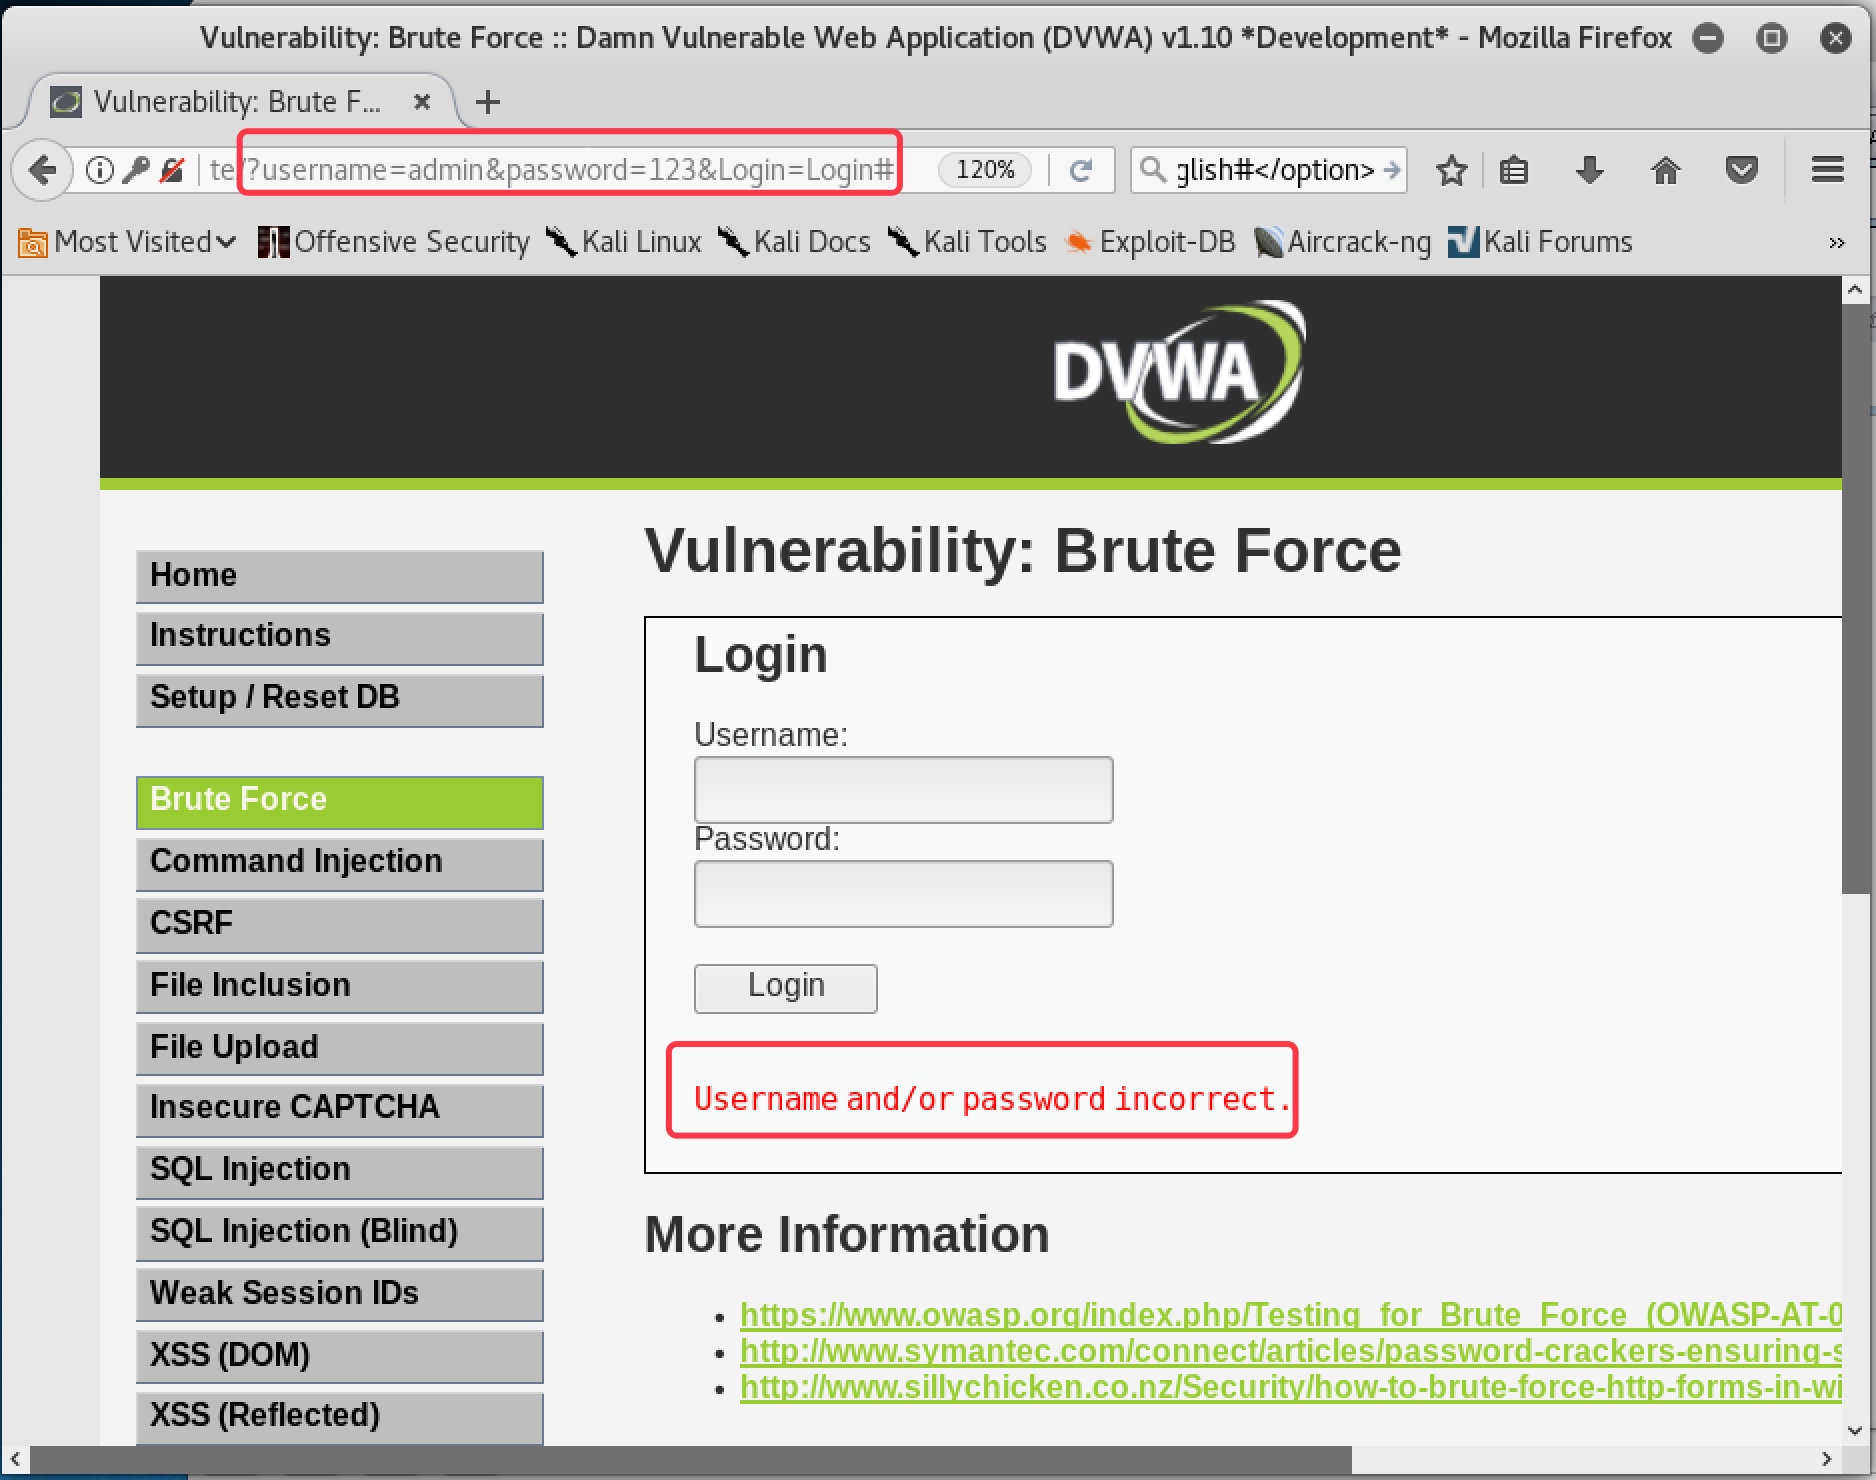 Vulnerability: Brute Force :: Damn Vulnerable Web Application (DVWA) v1.10 *Development* - Mozilla Firefox
Vulnerability: Brute F...
te/?username=admin&password=123&Login=Login#
120%
glish#</option>
Most Visited
Offensive Security
Kali Linux
Kali Docs
Kali Tools
Exploit-DB
Aircrack-ng
Kali Forums
»
DVWA
Home
Instructions
Setup / Reset DB
Brute Force
Command Injection
CSRF
File Inclusion
File Upload
Insecure CAPTCHA
SQL Injection
SQL Injection (Blind)
Weak Session IDs
XSS (DOM)
XSS (Reflected)
Vulnerability: Brute Force
Login
Username:
Password:
Login
Username and/or password incorrect.
More Information
• https://www.owasp.org/index.php/Testing_for_Brute_Force_(OWASP-AT-0
• http://www.symantec.com/connect/articles/password-crackers-ensuring-s
• http://www.sillychicken.co.nz/Security/how-to-brute-force-http-forms-in-wi